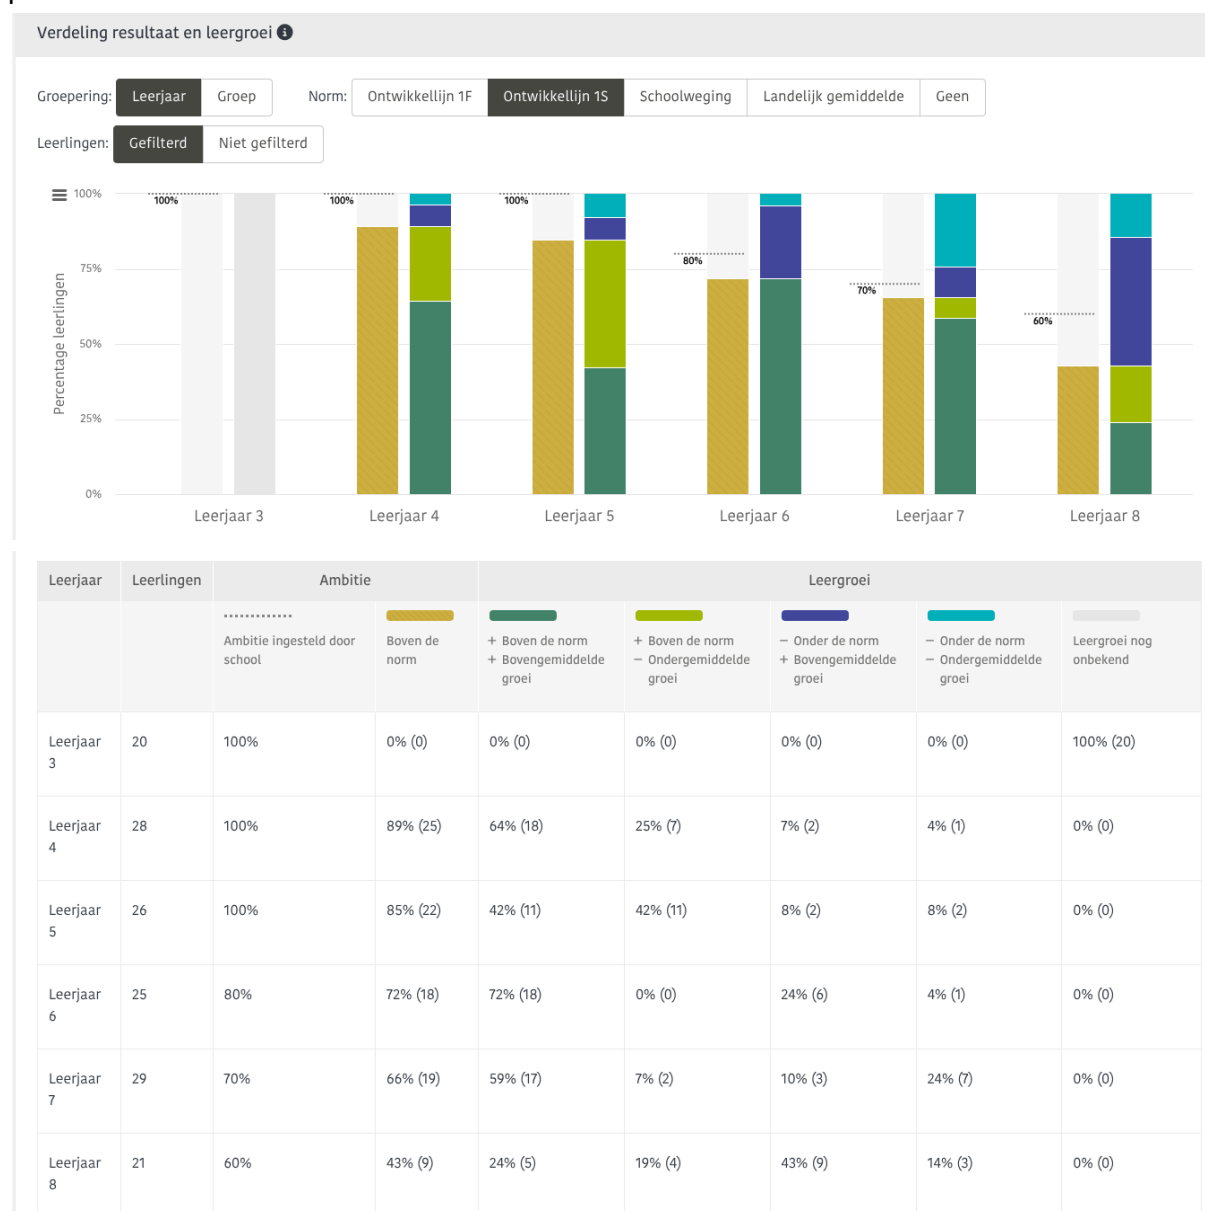 Verdeling resultaat en leergroei
Groepering: Leerjaar Groep Norm: Ontwikkellijn 1F Ontwikkellijn 1S Schoolweging Landelijk gemiddelde Geen
Leerlingen: Gefilterd Niet gefilterd
Percentage leerlingen
100%
75%
50%
25%
0%
100% 100% 100% 80% 70% 60%
Leerjaar 3 Leerjaar 4 Leerjaar 5 Leerjaar 6 Leerjaar 7 Leerjaar 8
Leerjaar Leerlingen Ambitie Leergroei
Ambitie ingesteld door school
Boven de norm
+ Boven de norm
+ Bovengemiddelde groei
+ Boven de norm
− Ondergemiddelde groei
− Onder de norm
+ Bovengemiddelde groei
− Onder de norm
− Ondergemiddelde groei
Leergroei nog onbekend
Leerjaar 3 20 100% 0% (0) 0% (0) 0% (0) 0% (0) 0% (0) 100% (20)
Leerjaar 4 28 100% 89% (25) 64% (18) 25% (7) 7% (2) 4% (1) 0% (0)
Leerjaar 5 26 100% 85% (22) 42% (11) 42% (11) 8% (2) 8% (2) 0% (0)
Leerjaar 6 25 80% 72% (18) 72% (18) 0% (0) 24% (6) 4% (1) 0% (0)
Leerjaar 7 29 70% 66% (19) 59% (17) 7% (2) 10% (3) 24% (7) 0% (0)
Leerjaar 8 21 60% 43% (9) 24% (5) 19% (4) 43% (9) 14% (3) 0% (0)